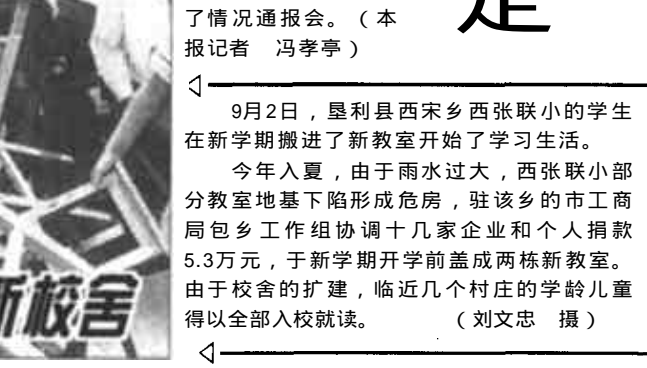 了情况通报会。（本
报记者　冯孝亭）
9月2日，垦利县西宋乡西张联小的学生
在新学期搬进了新教室开始了学习生活。
今年入夏，由于雨水过大，西张联小部
分教室地基下陷形成危房，驻该乡的市工商
局包乡工作组协调十几家企业和个人捐款
5.3万元，于新学期开学前盖成两栋新教室。
由于校舍的扩建，临近几个村庄的学龄儿童
得以全部入校就读。　　（刘文忠　摄）
新校舍